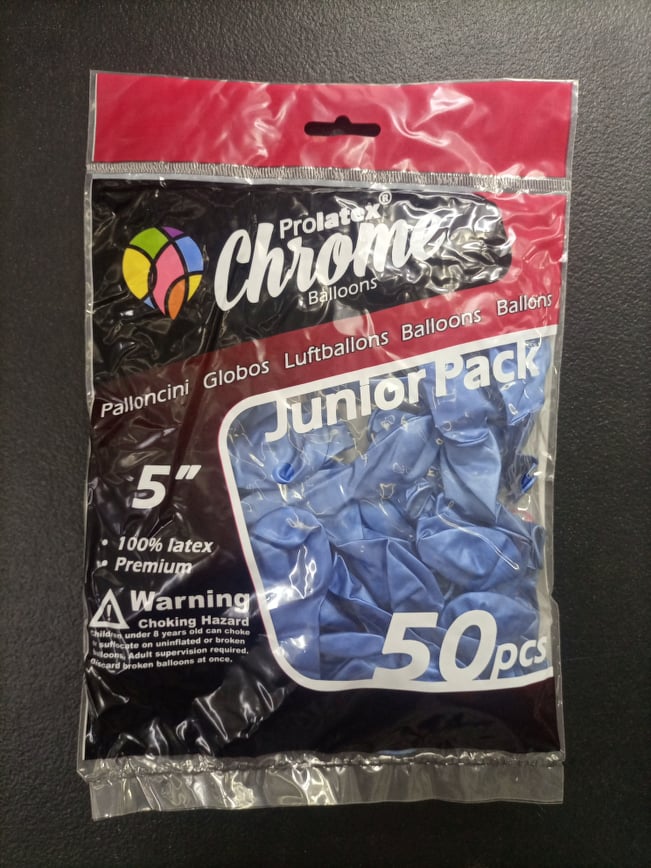 Prolatex®
Chrome
Balloons
Palloncini Globos Luftballons Balloons Ballons
Junior Pack
5"
• 100% latex
• Premium
Warning
Choking Hazard
Children under 8 years old can choke
or suffocate on uninflated or broken
balloons. Adult supervision required.
Discard broken balloons at once.
50pcs